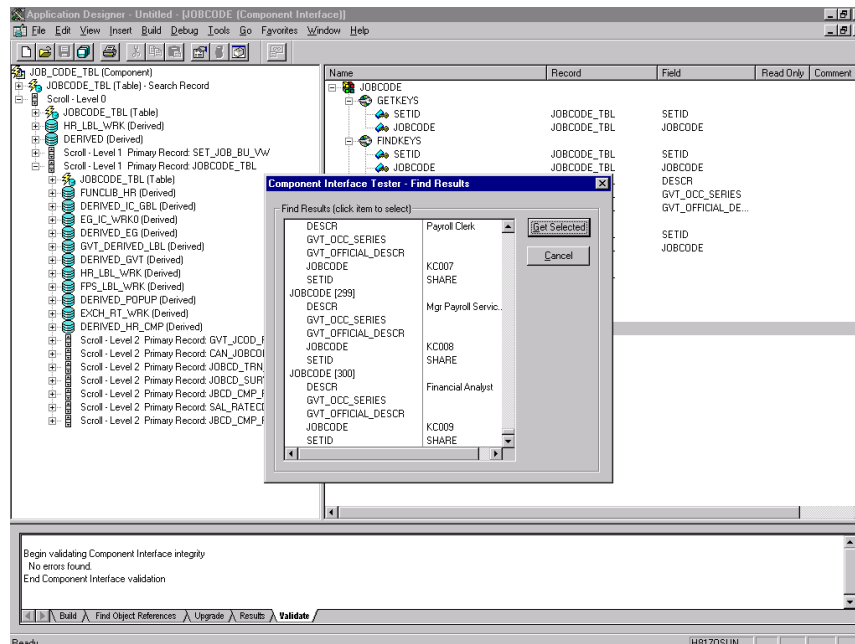 Application Designer - Untitled - [JOBCODE (Component Interface)]
File Edit View Insert Build Debug Tools Go Favorites Window Help
JOB_CODE_TBL (Component)
JOBCODE_TBL (Table) - Search Record
Scroll - Level 0
JOBCODE_TBL (Table)
HR_LBL_WRK (Derived)
DERIVED (Derived)
Scroll - Level 1 Primary Record: SET_JOB_BU_VW
Scroll - Level 1 Primary Record: JOBCODE_TBL
JOBCODE_TBL (Table)
FUNCLIB_HR (Derived)
DERIVED_IC_GBL (Derived)
EG_IC_WRK0 (Derived)
DERIVED_EG (Derived)
GVT_DERIVED_LBL (Derived)
DERIVED_GVT (Derived)
HR_LBL_WRK (Derived)
FPS_LBL_WRK (Derived)
DERIVED_POPUP (Derived)
EXCH_RT_WRK (Derived)
DERIVED_HR_CMP (Derived)
Scroll - Level 2 Primary Record: GVT_JCOD_
Scroll - Level 2 Primary Record: CAN_JOBCO
Scroll - Level 2 Primary Record: JOBCD_TRN
Scroll - Level 2 Primary Record: JOBCD_SUR
Scroll - Level 2 Primary Record: JBCD_CMP_
Scroll - Level 2 Primary Record: SAL_RATEC
Scroll - Level 2 Primary Record: JBCD_CMP_
Name Record Field Read Only Comment
JOBCODE
GETKEYS
SETID JOBCODE_TBL SETID
JOBCODE JOBCODE_TBL JOBCODE
FINDKEYS
SETID JOBCODE_TBL SETID
JOBCODE JOBCODE_TBL JOBCODE
DESCR
GVT_OCC_SERIES
GVT_OFFICIAL_DE...
SETID
JOBCODE
Component Interface Tester - Find Results
Find Results (click item to select)
DESCR Payroll Clerk
GVT_OCC_SERIES
GVT_OFFICIAL_DESCR
JOBCODE KC007
SETID SHARE
JOBCODE [299]
DESCR Mgr Payroll Servic..
GVT_OCC_SERIES
GVT_OFFICIAL_DESCR
JOBCODE KC008
SETID SHARE
JOBCODE [300]
DESCR Financial Analyst
GVT_OCC_SERIES
GVT_OFFICIAL_DESCR
JOBCODE KC009
SETID SHARE
Get Selected
Cancel
Begin validating Component Interface integrity
No errors found.
End Component Interface validation
Build Find Object References Upgrade Results Validate
Ready
H817OSUN